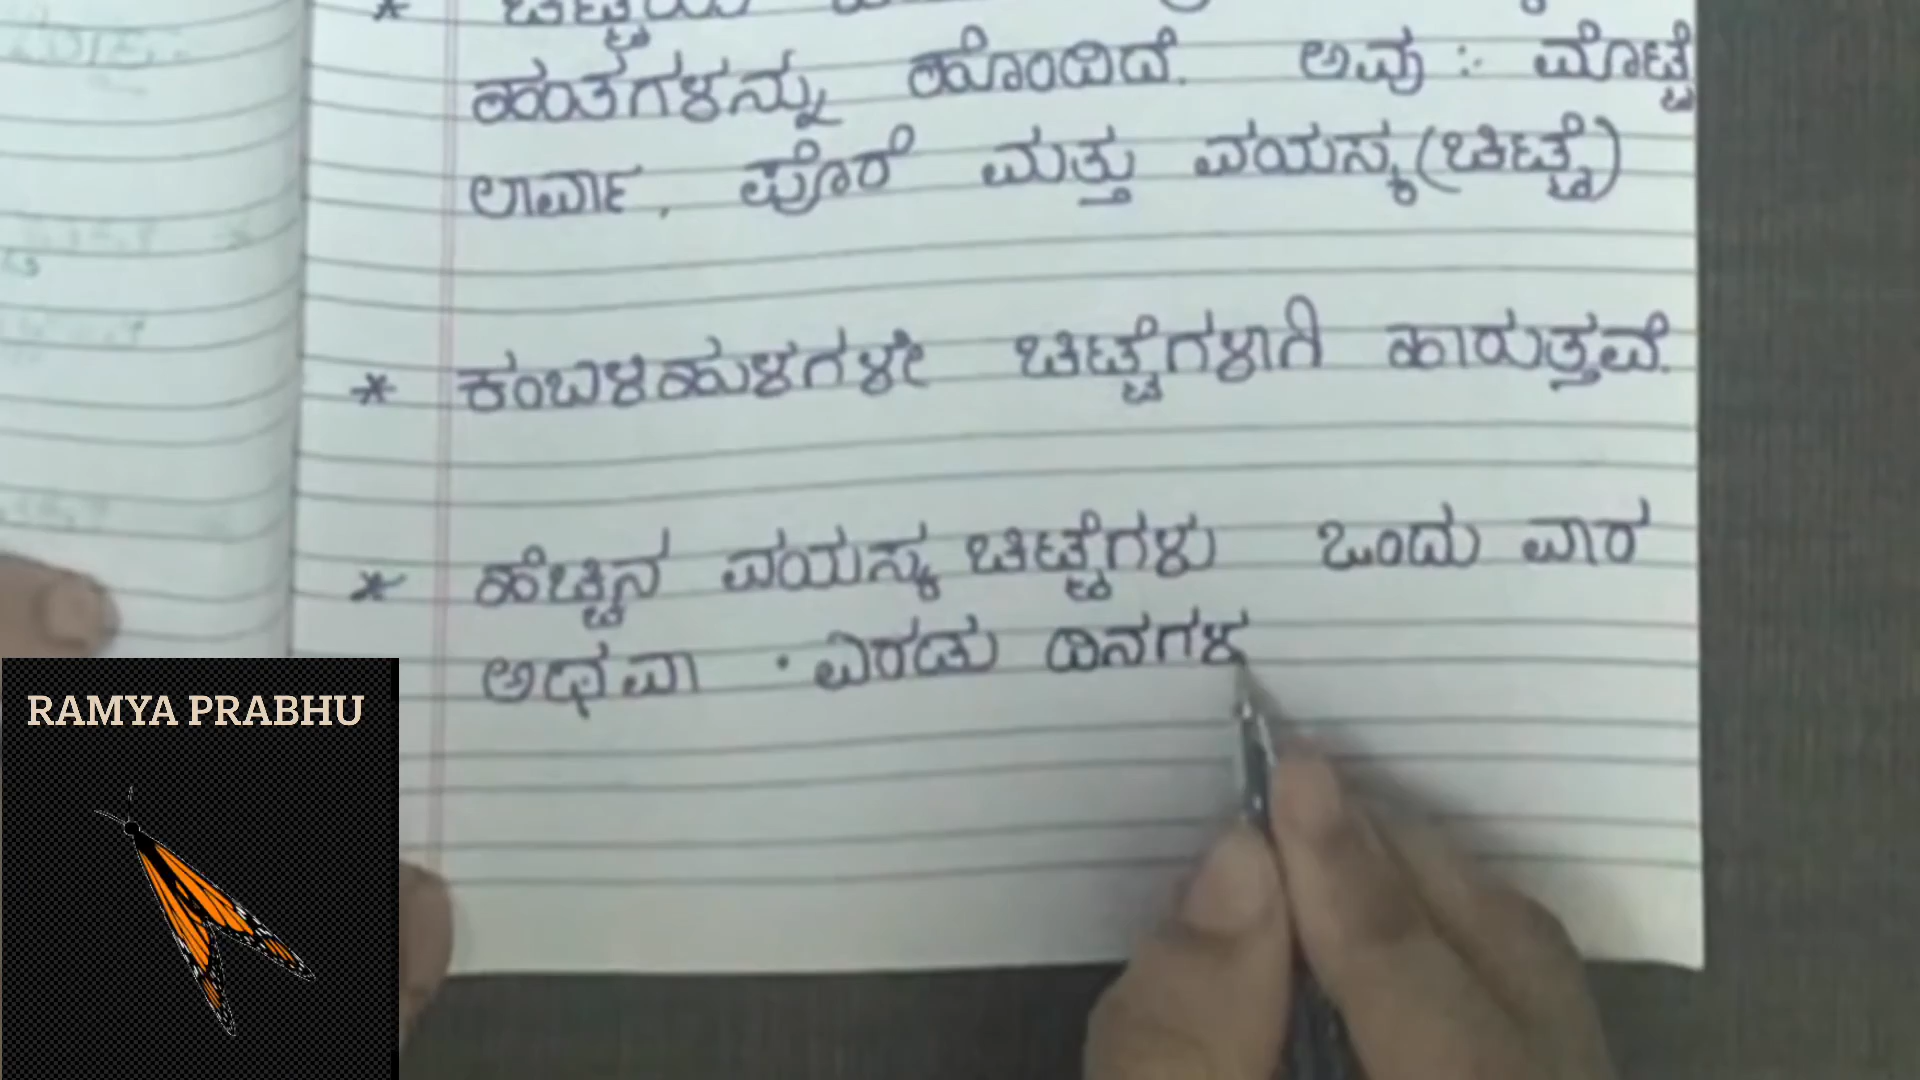 ಹಂತಗಳನ್ನು ಹೊಂದಿದೆ. ಅವು : ಮೊಟ್ಟೆ
ಲಾರ್ವಾ, ಪೊರೆ ಮತ್ತು ವಯಸ್ಕ (ಚಿಟ್ಟೆ)
* ಕಂಬಳಿಹುಳಗಳೇ ಚಿಟ್ಟೆಗಳಾಗಿ ಹಾರುತ್ತವೆ.
* ಹೆಚ್ಚಿನ ವಯಸ್ಕ ಚಿಟ್ಟೆಗಳು ಒಂದು ವಾರ
ಅಥವಾ ಎರಡು ದಿನಗಳ
RAMYA PRABHU